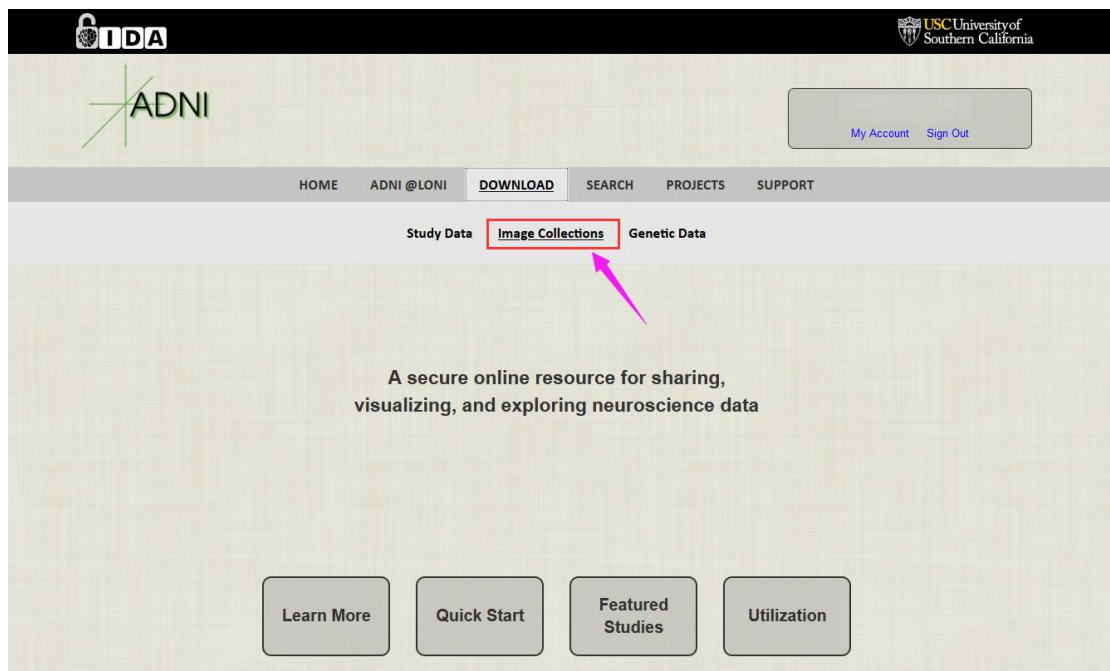 IDA
USC University of
Southern California
ADNI
My Account Sign Out
HOME ADNI @LONI DOWNLOAD SEARCH PROJECTS SUPPORT
Study Data Image Collections Genetic Data
A secure online resource for sharing,
visualizing, and exploring neuroscience data
Learn More Quick Start Featured Studies Utilization